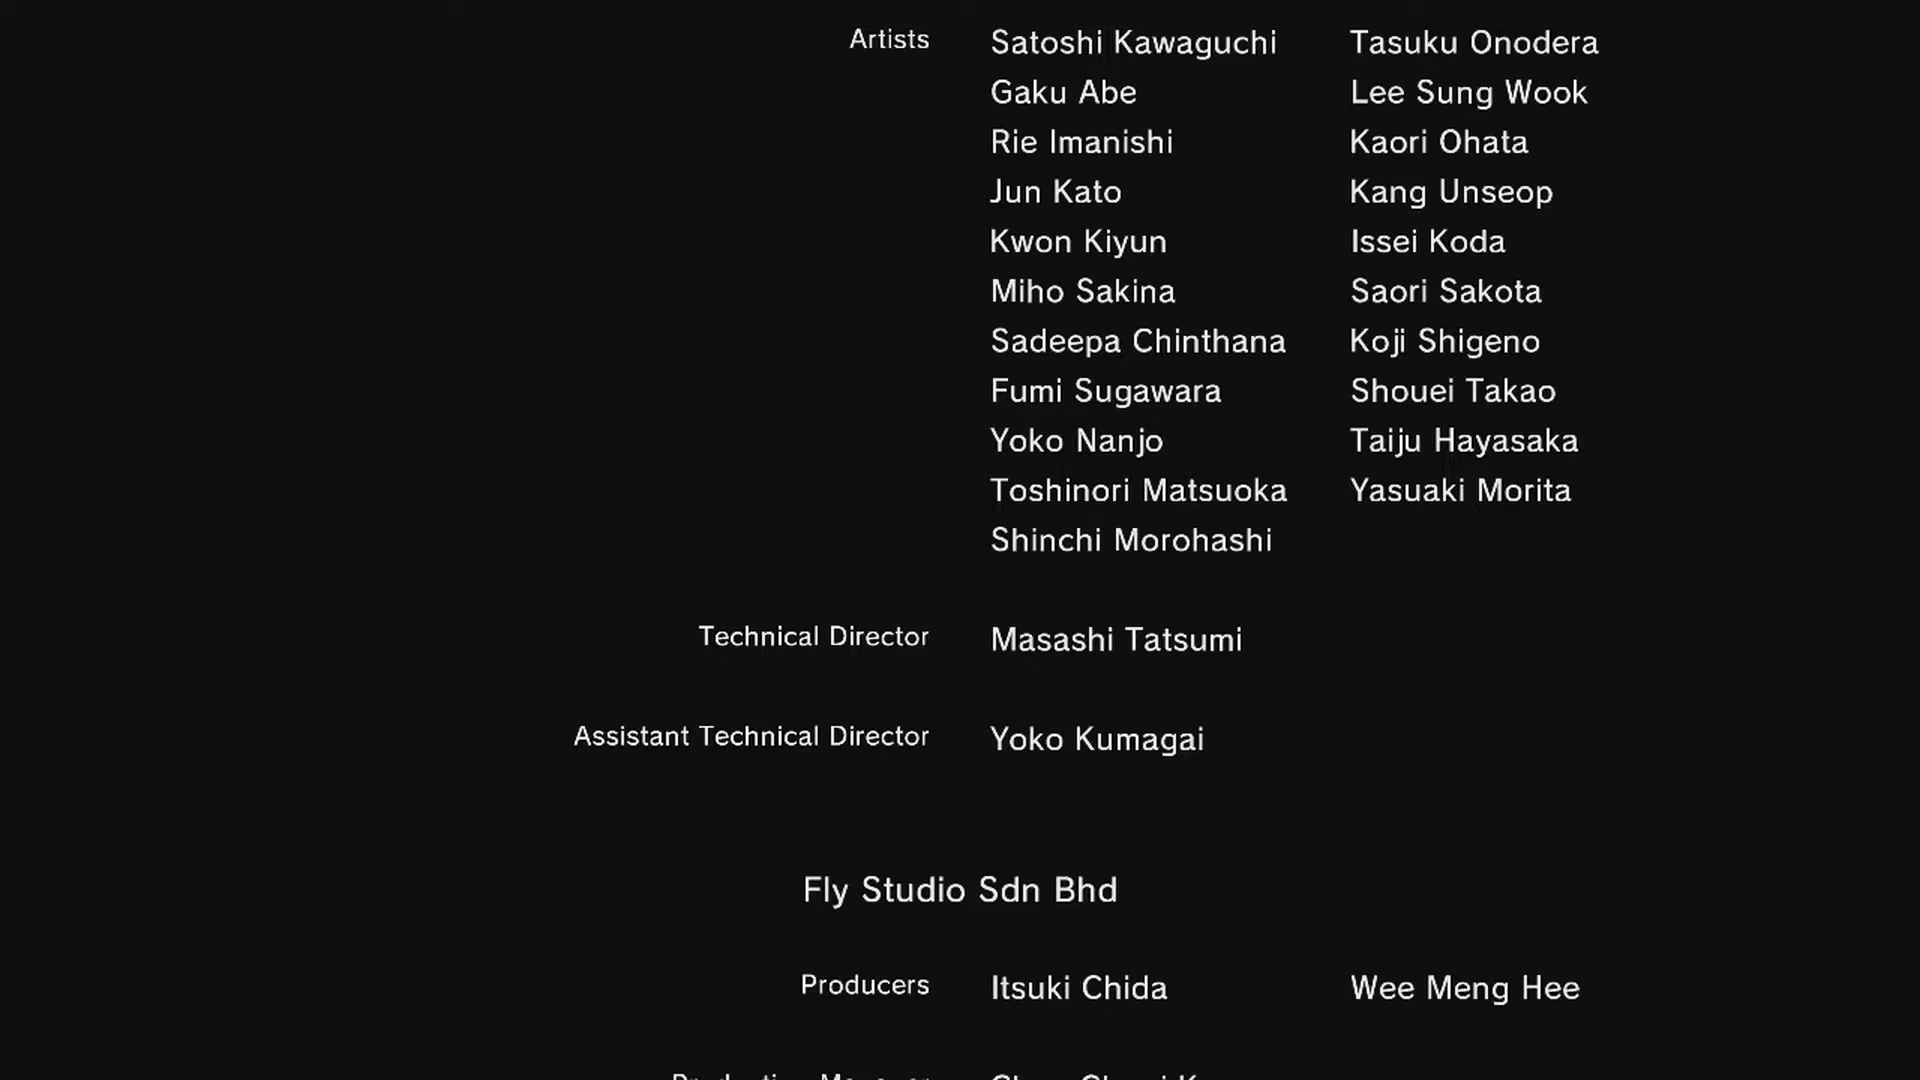 Artists Satoshi Kawaguchi Tasuku Onodera
Gaku Abe Lee Sung Wook
Rie Imanishi Kaori Ohata
Jun Kato Kang Unseop
Kwon Kiyun Issei Koda
Miho Sakina Saori Sakota
Sadeepa Chinthana Koji Shigeno
Fumi Sugawara Shouei Takao
Yoko Nanjo Taiju Hayasaka
Toshinori Matsuoka Yasuaki Morita
Shinchi Morohashi
Technical Director Masashi Tatsumi
Assistant Technical Director Yoko Kumagai
Fly Studio Sdn Bhd
Producers Itsuki Chida Wee Meng Hee